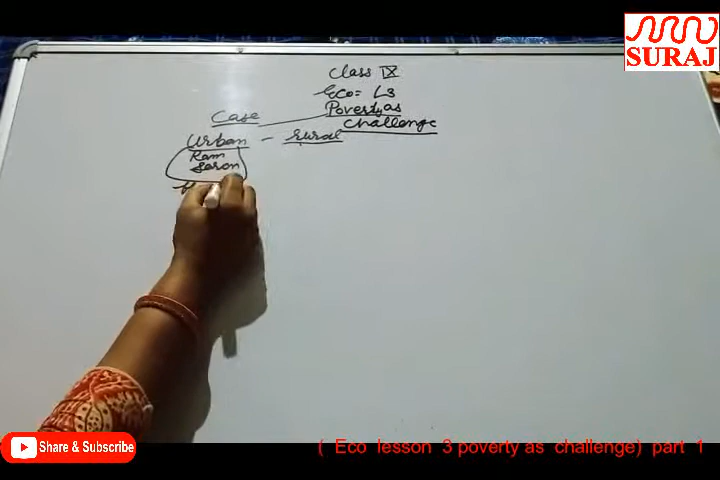 SURAJ
Class IX
Eco = L3
Case
Poverty as
Challenge
Urban - Rural
Ram
Saran
Share & Subscribe
( Eco lesson 3 poverty as challenge) part 1